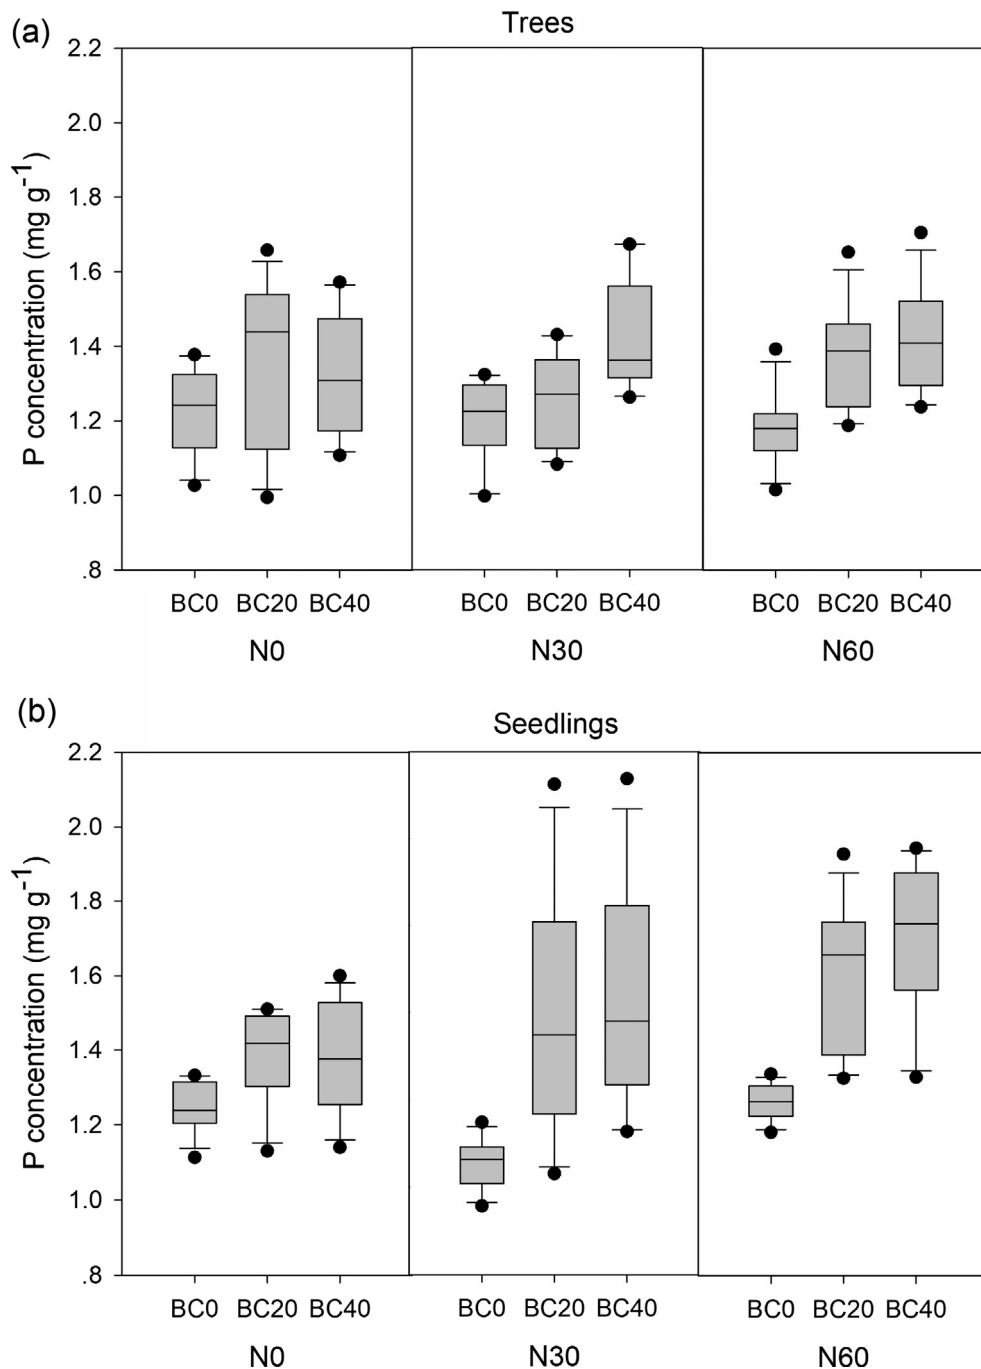 (a)
Trees
2.2
2.0
1.8
1.6
1.4
1.2
1.0
.8
P concentration (mg g-1)
BC0 BC20 BC40 BC0 BC20 BC40 BC0 BC20 BC40
N0 N30 N60
(b)
Seedlings
2.2
2.0
1.8
1.6
1.4
1.2
1.0
.8
P concentration (mg g-1)
BC0 BC20 BC40 BC0 BC20 BC40 BC0 BC20 BC40
N0 N30 N60